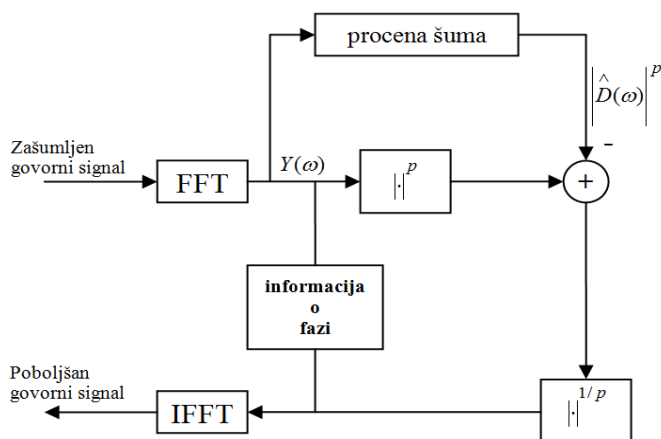 procena šuma
|D̂(ω)|^p
-
Zašumljen
govorni signal
FFT
Y(ω)
|·|^p
+
informacija
o
fazi
Poboljšan
govorni signal
IFFT
|·|^1/p